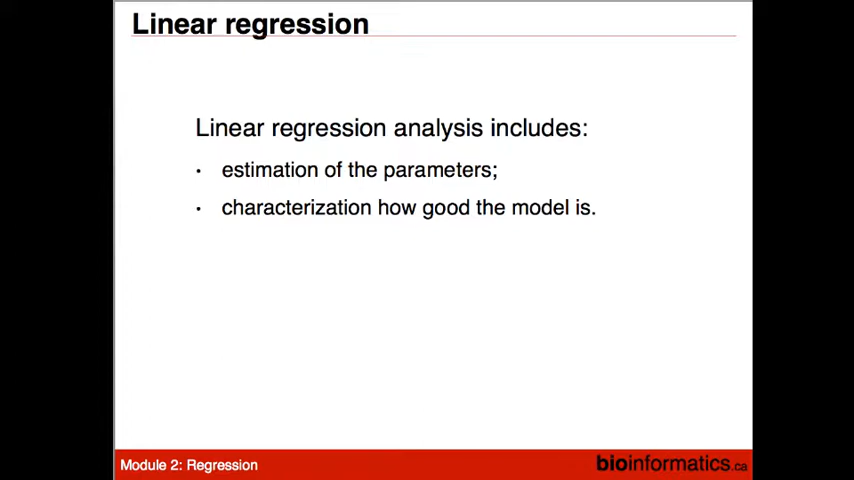 Linear regression
Linear regression analysis includes:
• estimation of the parameters;
• characterization how good the model is.
Module 2: Regression
bioinformatics.ca